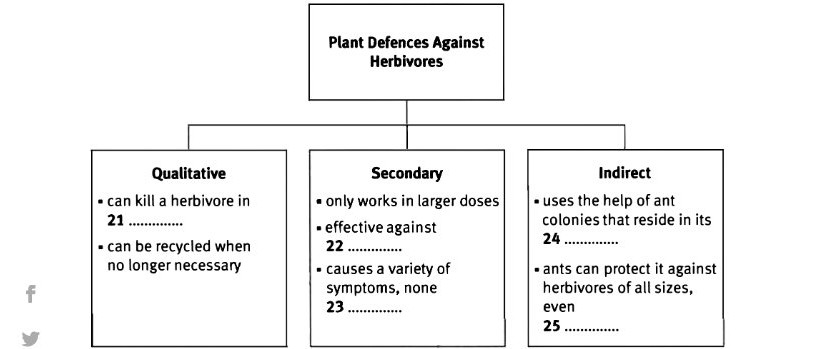 Plant Defences Against
Herbivores
Qualitative
▪ can kill a herbivore in
21 ..............
▪ can be recycled when
no longer necessary
Secondary
▪ only works in larger doses
▪ effective against
22 ..............
▪ causes a variety of
symptoms, none
23 ..............
Indirect
▪ uses the help of ant
colonies that reside in its
24 ..............
▪ ants can protect it against
herbivores of all sizes,
even
25 ..............